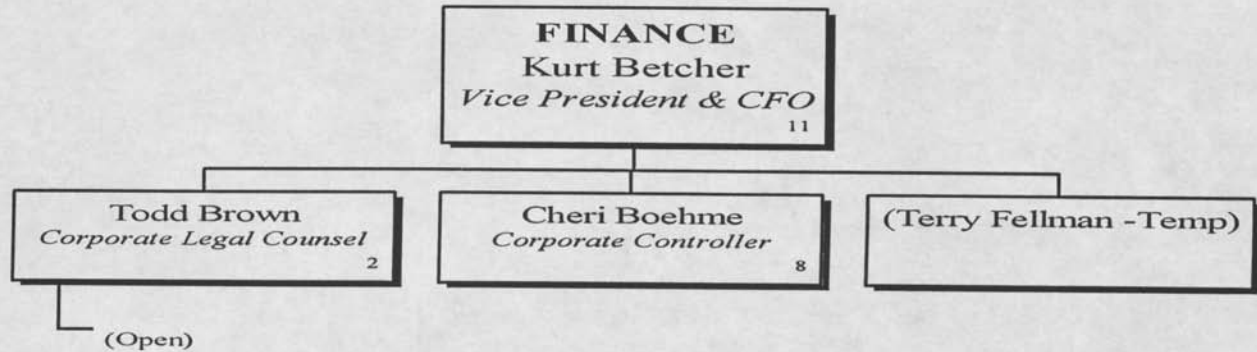 FINANCE
Kurt Betcher
Vice President & CFO
11
Todd Brown
Corporate Legal Counsel
2
(Open)
Cheri Boehme
Corporate Controller
8
(Terry Fellman -Temp)